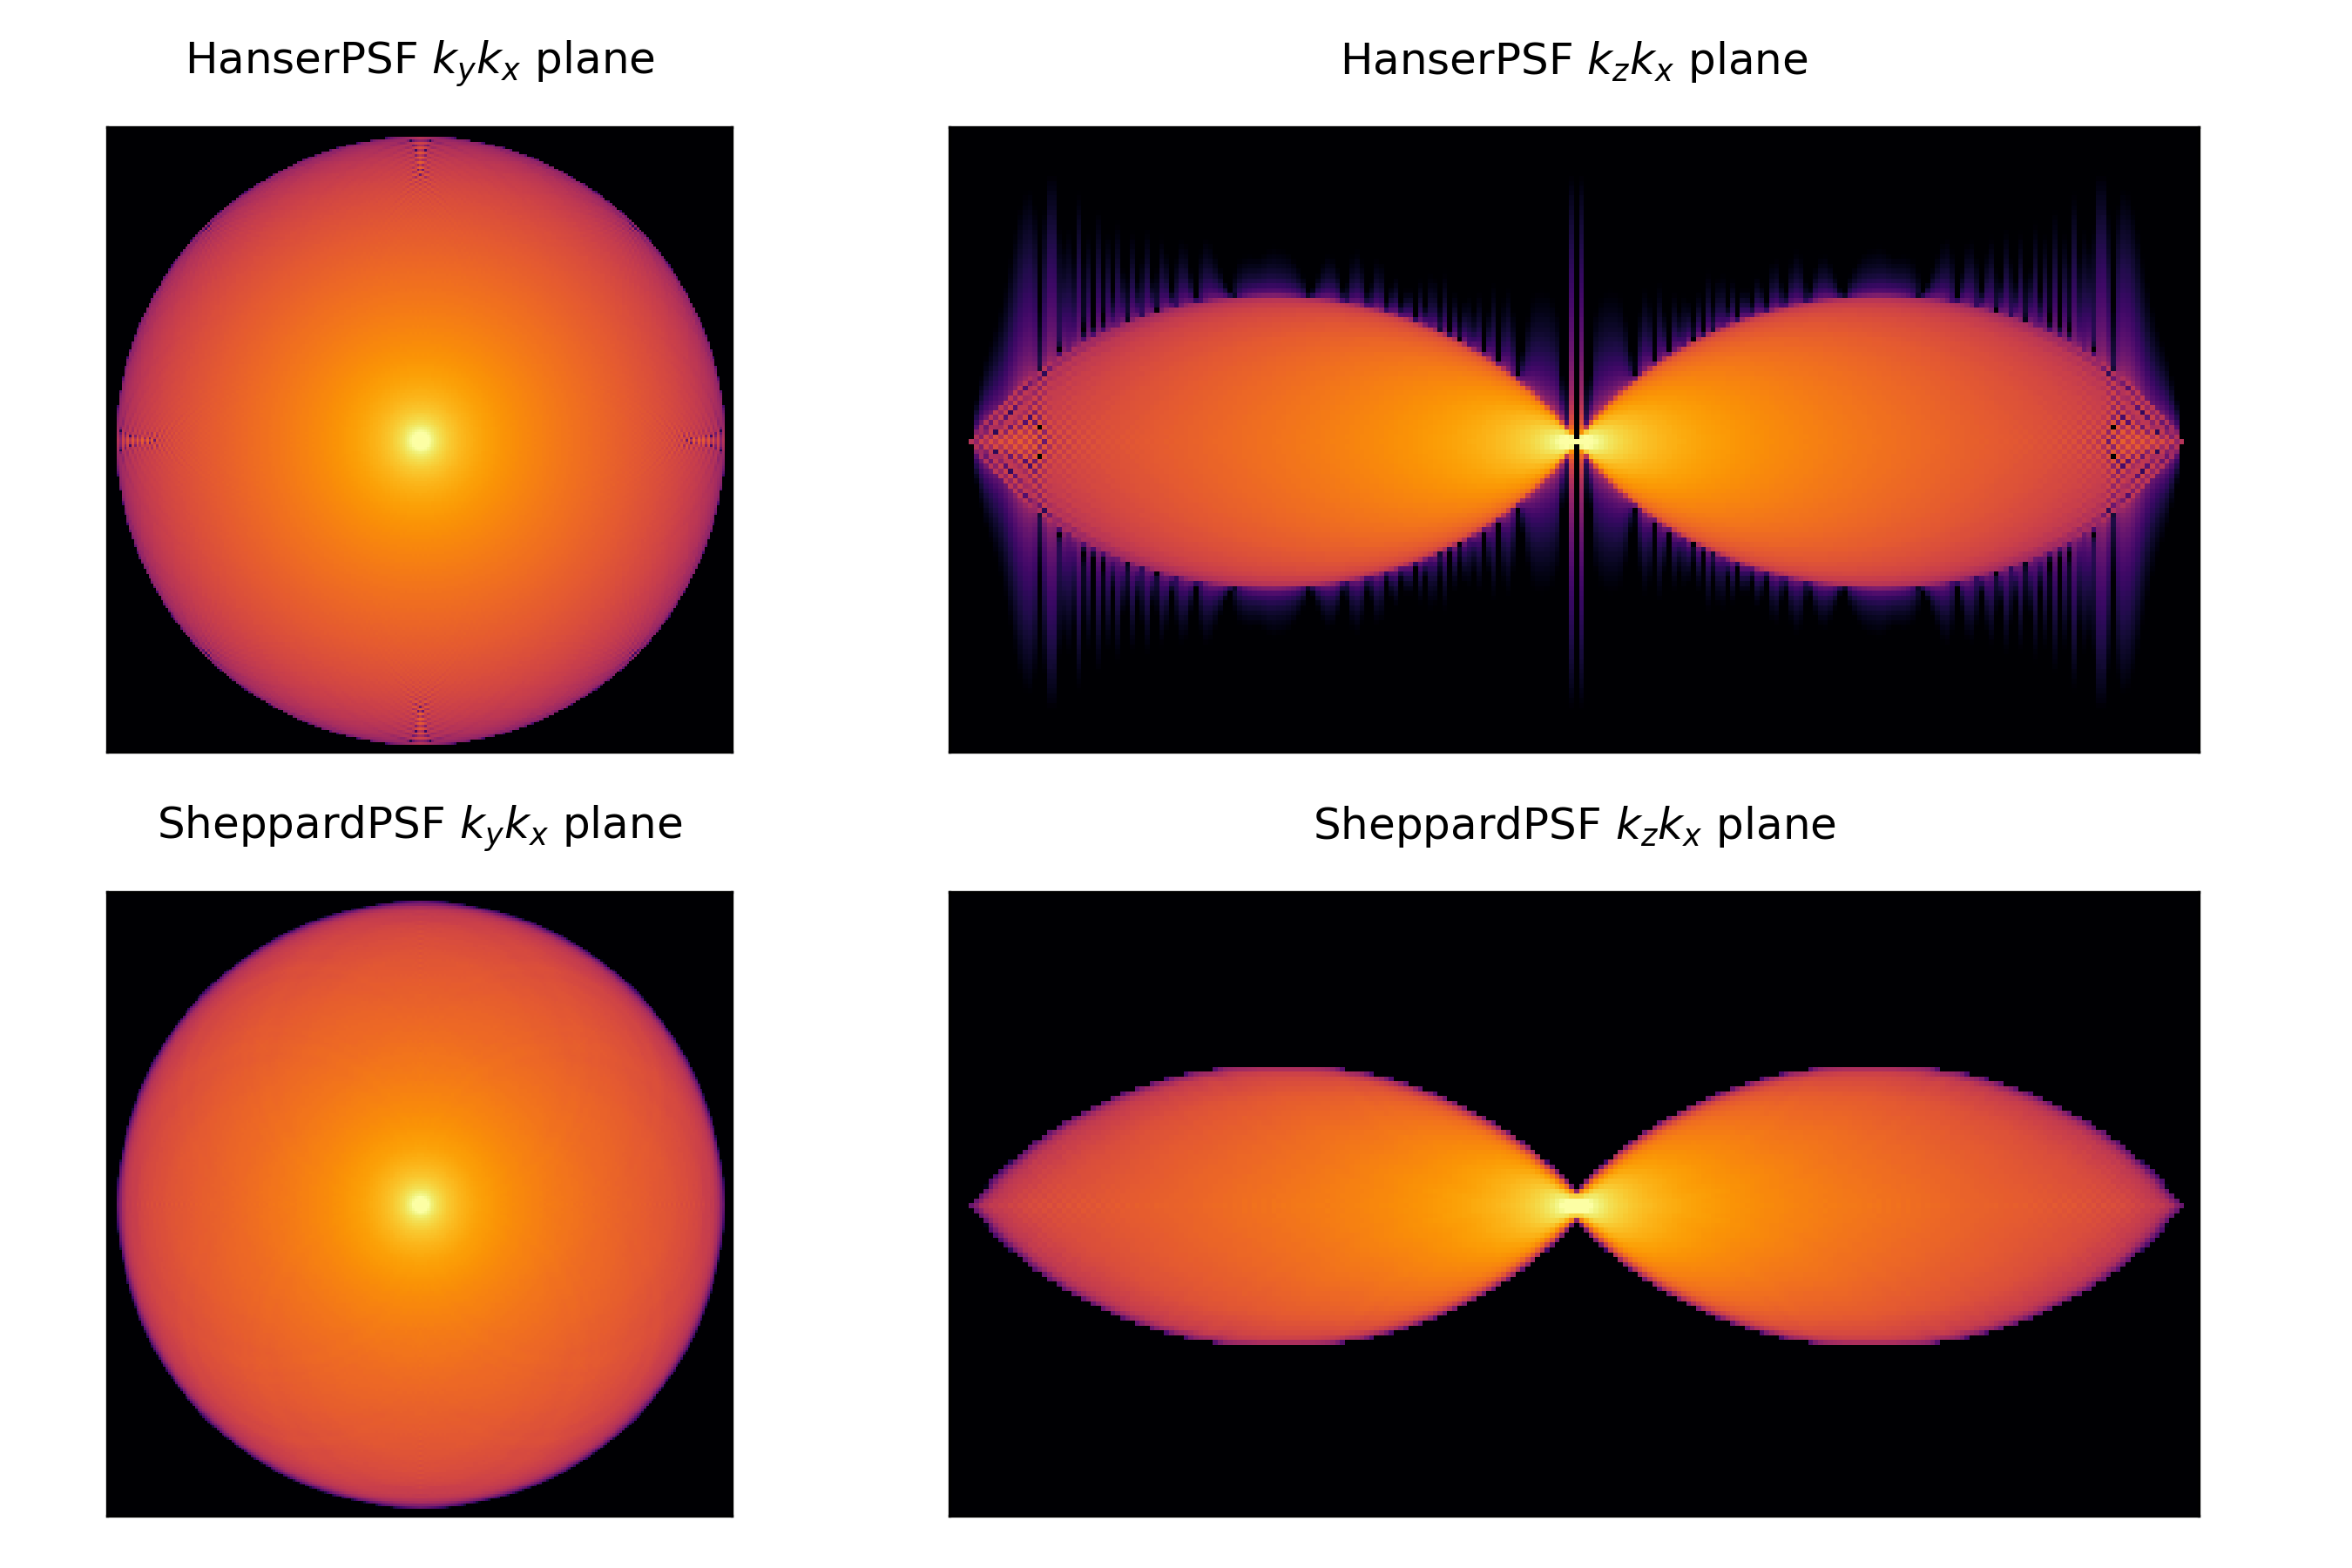 HanserPSF $k_y k_x$ plane
HanserPSF $k_z k_x$ plane
SheppardPSF $k_y k_x$ plane
SheppardPSF $k_z k_x$ plane